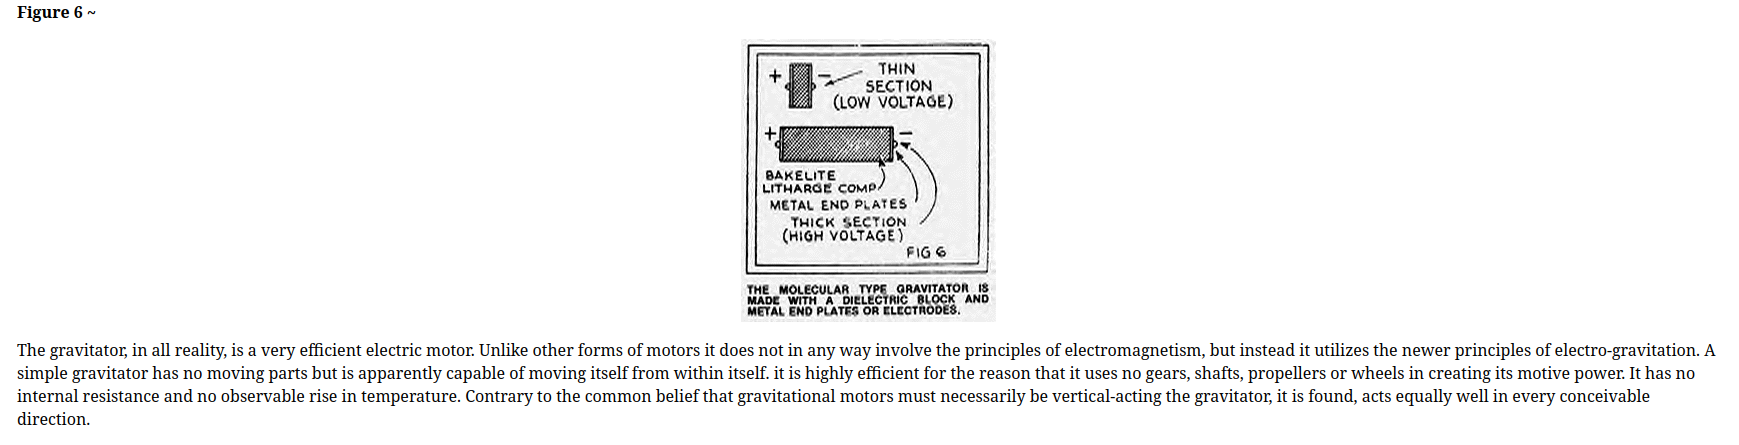 Figure 6 ~
+ − THIN
SECTION
(LOW VOLTAGE)
+ −
BAKELITE
LITHARGE COMP.
METAL END PLATES
THICK SECTION
(HIGH VOLTAGE)
FIG 6
THE MOLECULAR TYPE GRAVITATOR IS
MADE WITH A DIELECTRIC BLOCK AND
METAL END PLATES OR ELECTRODES.
The gravitator, in all reality, is a very efficient electric motor. Unlike other forms of motors it does not in any way involve the principles of electromagnetism, but instead it utilizes the newer principles of electro-gravitation. A
simple gravitator has no moving parts but is apparently capable of moving itself from within itself. it is highly efficient for the reason that it uses no gears, shafts, propellers or wheels in creating its motive power. It has no
internal resistance and no observable rise in temperature. Contrary to the common belief that gravitational motors must necessarily be vertical-acting the gravitator, it is found, acts equally well in every conceivable
direction.